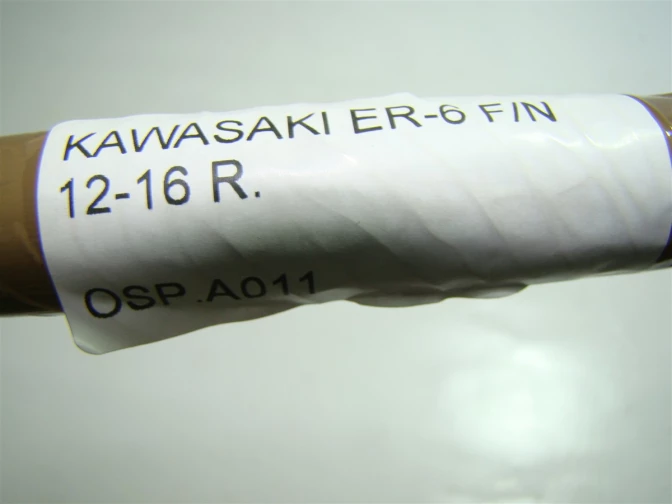 KAWASAKI ER-6 F/N
12-16 R.
OSP.A011